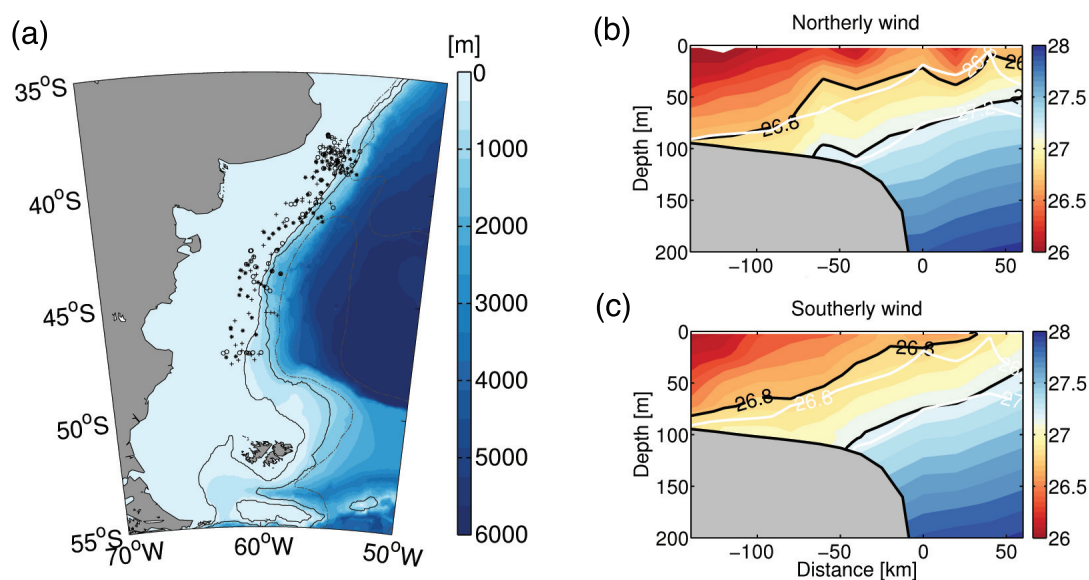 (a)
[m]
35°S
40°S
45°S
50°S
55°S
70°W
60°W
50°W
0
1000
2000
3000
4000
5000
6000
(b)
Northerly wind
Depth [m]
0
50
100
150
200
−100
−50
0
50
26.8
28
27.5
27
26.5
26
(c)
Southerly wind
Depth [m]
0
50
100
150
200
−100
−50
0
50
Distance [km]
26.8
26.8
26.8
28
27.5
27
26.5
26